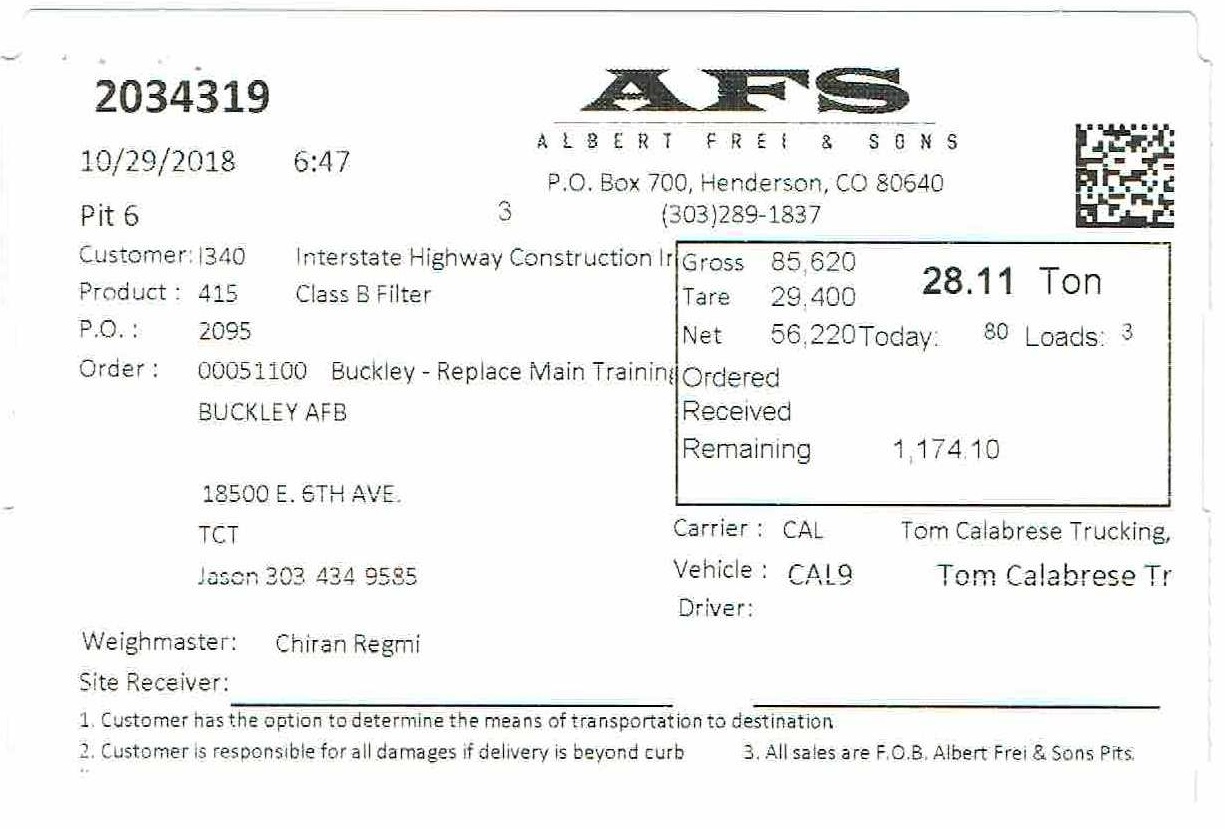 2034319
AFS
ALBERT FREI & SONS
10/29/2018 6:47
P.O. Box 700, Henderson, CO 80640
Pit 6 3 (303)289-1837
Customer: I340 Interstate Highway Construction Ir
Product : 415 Class B Filter
P.O. : 2095
Order : 00051100 Buckley - Replace Main Training
BUCKLEY AFB
18500 E. 6TH AVE.
TCT
Jason 303 434 9585
Gross 85,620 28.11 Ton
Tare 29,400
Net 56,220 Today: 80 Loads: 3
Ordered
Received
Remaining 1,174.10
Carrier : CAL Tom Calabrese Trucking,
Vehicle : CAL9 Tom Calabrese Tr
Driver:
Weighmaster: Chiran Regmi
Site Receiver:
1. Customer has the option to determine the means of transportation to destination
2. Customer is responsible for all damages if delivery is beyond curb 3. All sales are F.O.B. Albert Frei & Sons Pits.